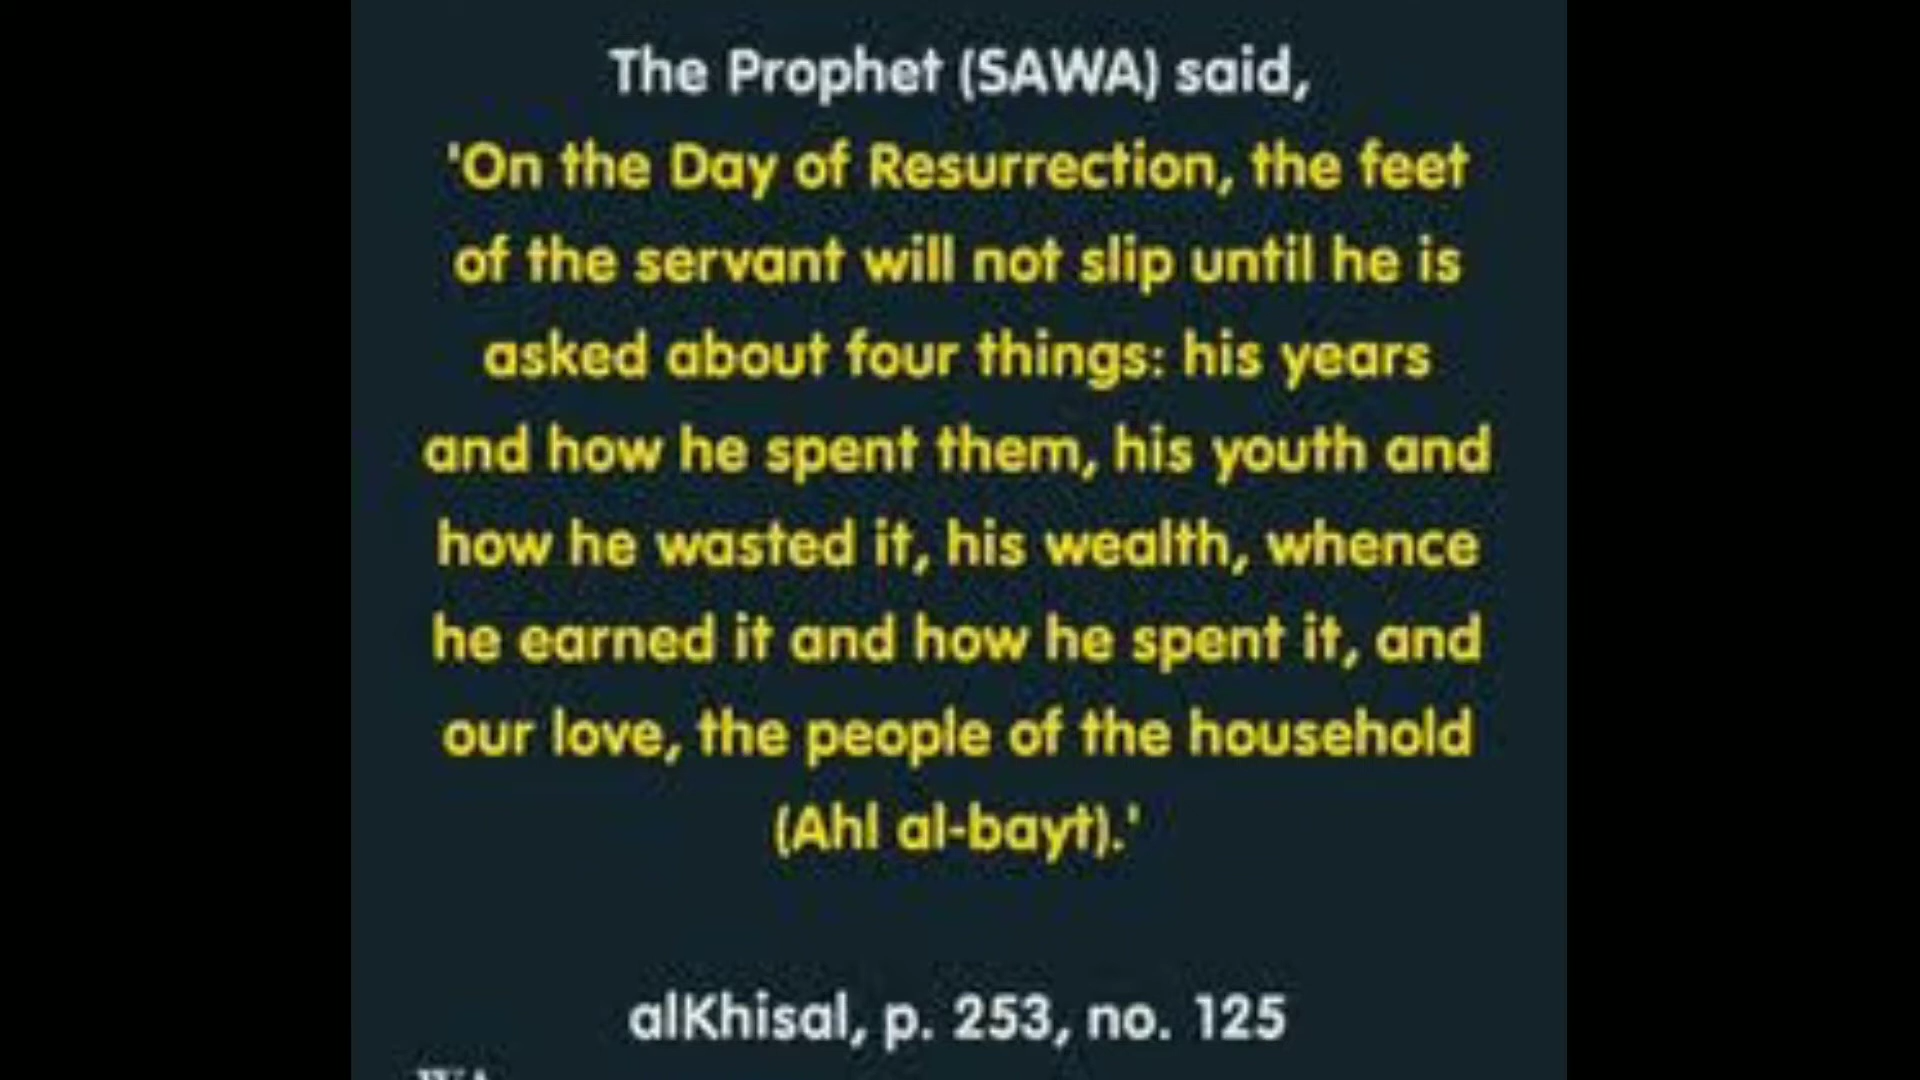 The Prophet (SAWA) said,
'On the Day of Resurrection, the feet
of the servant will not slip until he is
asked about four things: his years
and how he spent them, his youth and
how he wasted it, his wealth, whence
he earned it and how he spent it, and
our love, the people of the household
(Ahl al-bayt).'
alKhisal, p. 253, no. 125